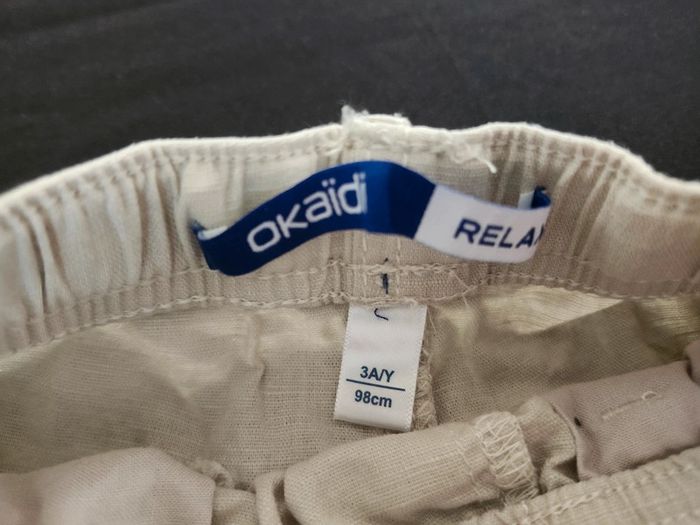 okaïdi
RELAX
3A/Y
98cm